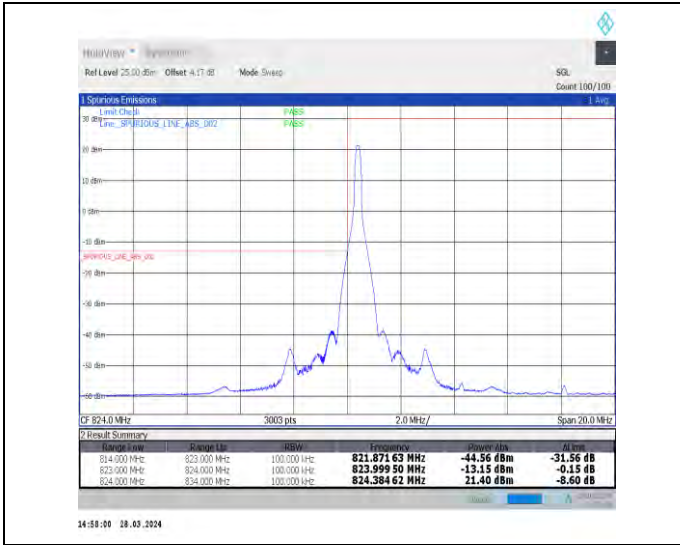 MultiView Spectrum
Ref Level 25.00 dBm Offset 4.17 dB Mode Sweep SGL
Count 100/100
1 Spurious Emissions 1 Avg
Limit Check PASS
Line _SPURIOUS_LINE_ABS_002 PASS
30 dBm
20 dBm
10 dBm
0 dBm
-10 dBm
_SPURIOUS_LINE_ABS_002
-20 dBm
-30 dBm
-40 dBm
-50 dBm
-60 dBm
CF 824.0 MHz 3003 pts 2.0 MHz/ Span 20.0 MHz
2 Result Summary
Range Low Range Up RBW Frequency Power Abs ΔLimit
814.000 MHz 823.000 MHz 100.000 kHz 821.871 63 MHz -44.56 dBm -31.56 dB
823.000 MHz 824.000 MHz 100.000 kHz 823.999 50 MHz -13.15 dBm -0.15 dB
824.000 MHz 834.000 MHz 100.000 kHz 824.384 62 MHz 21.40 dBm -8.60 dB
14:58:00 28.03.2024